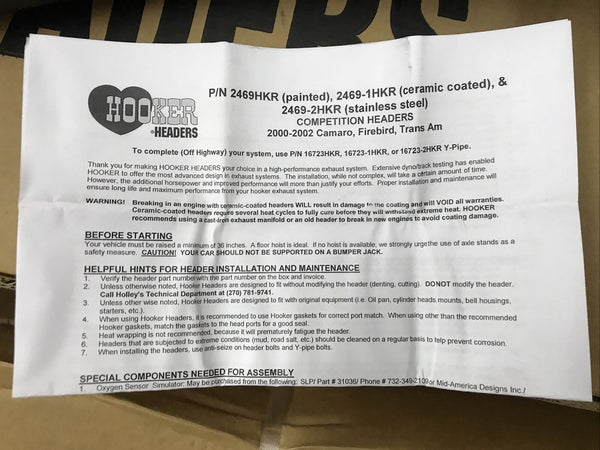 ADERS
HOOKER
HEADERS
P/N 2469HKR (painted), 2469-1HKR (ceramic coated), &
2469-2HKR (stainless steel)
COMPETITION HEADERS
2000-2002 Camaro, Firebird, Trans Am
To complete (Off Highway) your system, use P/N 16723HKR, 16723-1HKR, or 16723-2HKR Y-Pipe.
Thank you for making HOOKER HEADERS your choice in a high-performance exhaust system. Extensive dyno/track testing has enabled
HOOKER to offer the most advanced design in exhaust systems. The installation, while not complex, will take a certain amount of time.
However, the additional horsepower and improved performance will more than justify your efforts. Proper installation and maintenance will
ensure long life and maximum performance from your hooker exhaust system.
WARNING! Breaking in an engine with ceramic-coated headers WILL result in damage to the coating and will VOID all warranties.
Ceramic-coated headers require several heat cycles to fully cure before they will withstand extreme heat. HOOKER
recommends using a cast-iron exhaust manifold or an old header to break in new engines to avoid coating damage.
BEFORE STARTING
Your vehicle must be raised a minimum of 36 inches. A floor hoist is ideal. if no hoist is available, we strongly urge the use of axle stands as a
safety measure. CAUTION! YOUR CAR SHOULD NOT BE SUPPORTED ON A BUMPER JACK.
HELPFUL HINTS FOR HEADER INSTALLATION AND MAINTENANCE
1. Verify the header part number with the part number on the box and invoice.
2. Unless otherwise noted, Hooker Headers are designed to fit without modifying the header (denting, cutting). DO NOT modify the header.
Call Holley's Technical Department at (270) 781-9741.
3. Unless other wise noted, Hooker Headers are designed to fit with original equipment (i.e. Oil pan, cylinder heads, mounts, bell housings,
starters, etc.).
4. When using Hooker Headers, it is recommended to use Hooker gaskets for correct port match. When using other than the recommended
Hooker gaskets, match the gaskets to the head ports for a good seal.
5. Heat wrapping is not recommended, because it will prematurely fatigue the header.
6. Headers that are subjected to extreme conditions (mud, road salt, etc.) should be cleaned on a regular basis to help prevent corrosion.
7. When installing the headers, use anti-seize on header bolts and Y-pipe bolts.
SPECIAL COMPONENTS NEEDED FOR ASSEMBLY
1. Oxygen Sensor Simulator: May be purchased from the following: SLP/ Part # 31036/ Phone # 732-349-2109or Mid-America Designs Inc./